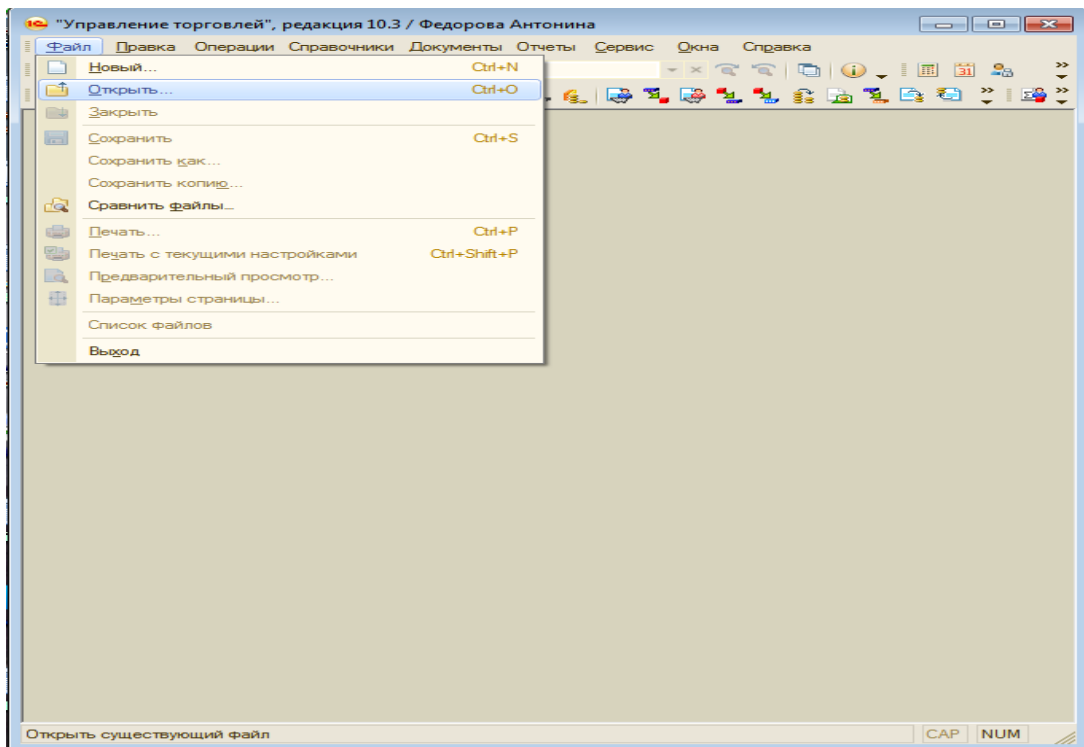 "Управление торговлей", редакция 10.3 / Федорова Антонина
Файл Правка Операции Справочники Документы Отчеты Сервис Окна Справка
Новый... Ctrl+N
Открыть... Ctrl+O
Закрыть
Сохранить Ctrl+S
Сохранить как...
Сохранить копию...
Сравнить файлы...
Печать... Ctrl+P
Печать с текущими настройками Ctrl+Shift+P
Предварительный просмотр...
Параметры страницы...
Список файлов
Выход
Открыть существующий файл CAP NUM